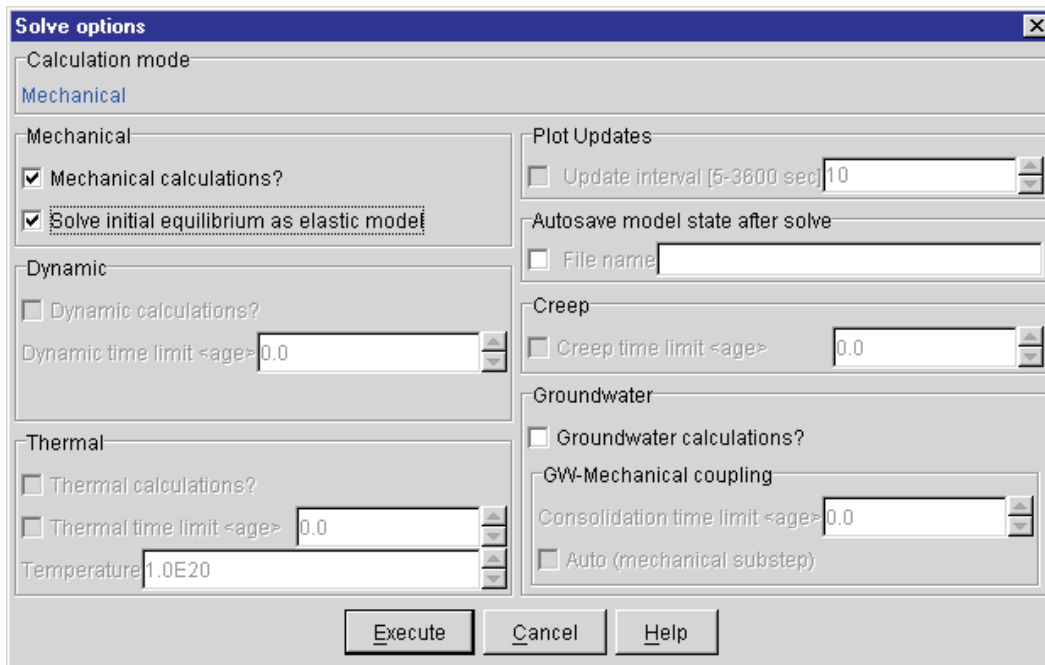 Solve options
Calculation mode
Mechanical
Mechanical
Mechanical calculations?
Solve initial equilibrium as elastic model
Dynamic
Dynamic calculations?
Dynamic time limit <age> 0.0
Thermal
Thermal calculations?
Thermal time limit <age> 0.0
Temperature 1.0E20
Plot Updates
Update interval [5-3600 sec] 10
Autosave model state after solve
File name
Creep
Creep time limit <age> 0.0
Groundwater
Groundwater calculations?
GW-Mechanical coupling
Consolidation time limit <age> 0.0
Auto (mechanical substep)
Execute Cancel Help